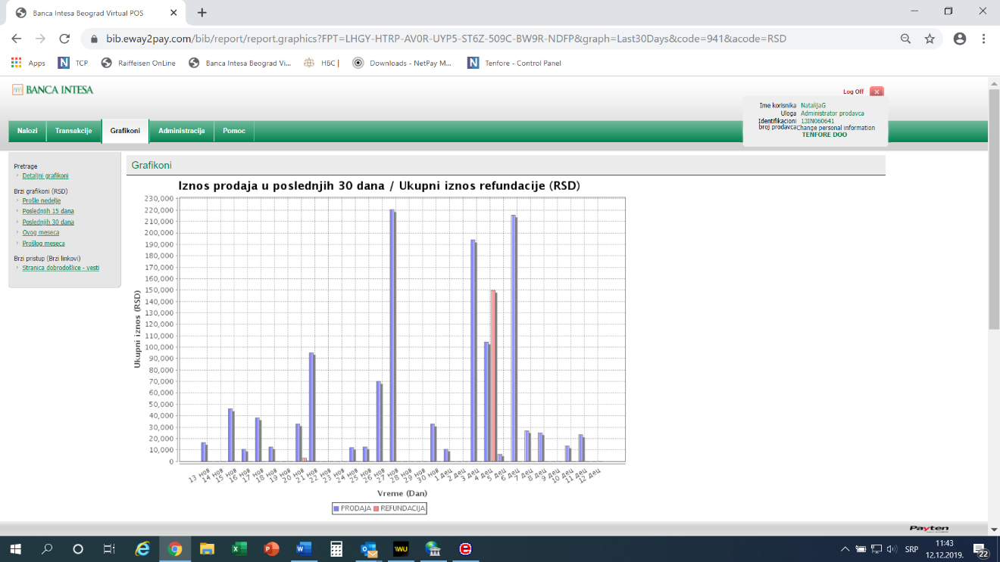 Banca Intesa Beograd Virtual POS
bib.eway2pay.com/bib/report/report.graphics?FPT=LHGY-HTRP-AV0R-UYP5-ST6Z-509C-BW9R-NDFP&graph=Last30Days&code=941&acode=RSD
Apps TCP Raiffeisen OnLine Banca Intesa Beograd Vi... НБС | Downloads - NetPay M... Tenfore - Control Panel
BANCA INTESA
Log Off
Ime korisnika NatalijaG
Uloga Administrator prodavca
Identifikacioni broj prodavca 13IN060641
Change personal information
TENFORE DOO
Nalozi Transakcije Grafikoni Administracija Pomoc
Pretrage
Detaljni grafikoni
Brzi grafikoni (RSD)
Prošle nedelje
Poslednjih 15 dana
Poslednjih 30 dana
Ovog meseca
Prošlog meseca
Brzi pristup (Brzi linkovi)
Stranica dobrodošlice - vesti
Grafikoni
Iznos prodaja u poslednjih 30 dana / Ukupni iznos refundacije (RSD)
Ukupni iznos (RSD)
230,000
220,000
210,000
200,000
190,000
180,000
170,000
160,000
150,000
140,000
130,000
120,000
110,000
100,000
90,000
80,000
70,000
60,000
50,000
40,000
30,000
20,000
10,000
0
13 нов 14 нов 15 нов 16 нов 17 нов 18 нов 19 нов 20 нов 21 нов 22 нов 23 нов 24 нов 25 нов 26 нов 27 нов 28 нов 29 нов 30 нов 1 дец 2 дец 3 дец 4 дец 5 дец 6 дец 7 дец 8 дец 9 дец 10 дец 11 дец 12 дец
Vreme (Dan)
PRODAJA REFUNDACIJA
Payten
W WU SRP 11:43
12.12.2019. 22